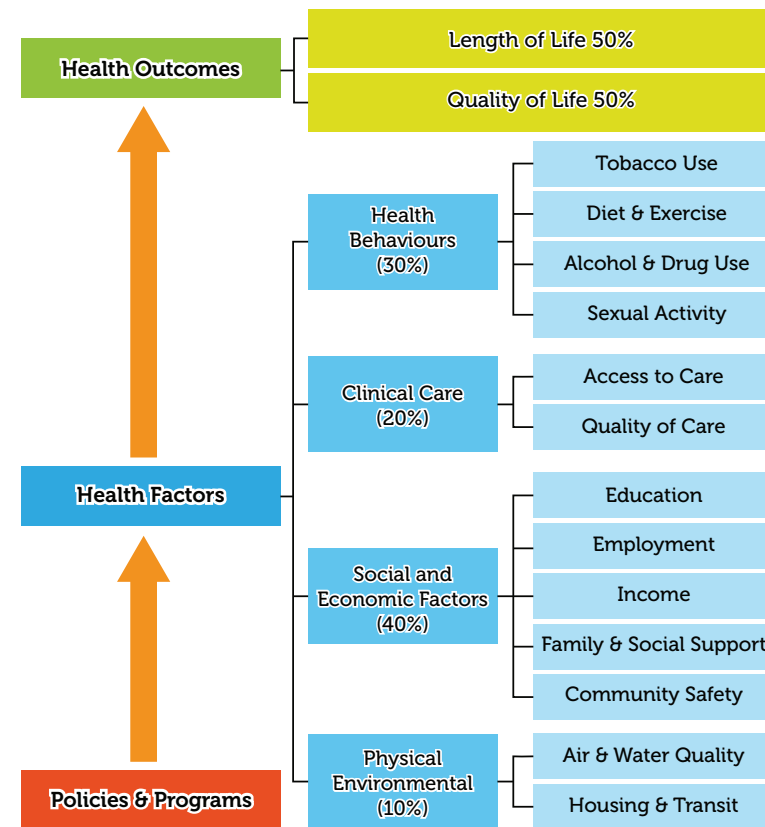 Health Outcomes
Length of Life 50%
Quality of Life 50%
Health Factors
Health
Behaviours
(30%)
Tobacco Use
Diet & Exercise
Alcohol & Drug Use
Sexual Activity
Clinical Care
(20%)
Access to Care
Quality of Care
Social and
Economic Factors
(40%)
Education
Employment
Income
Family & Social Support
Community Safety
Physical
Environmental
(10%)
Air & Water Quality
Housing & Transit
Policies & Programs